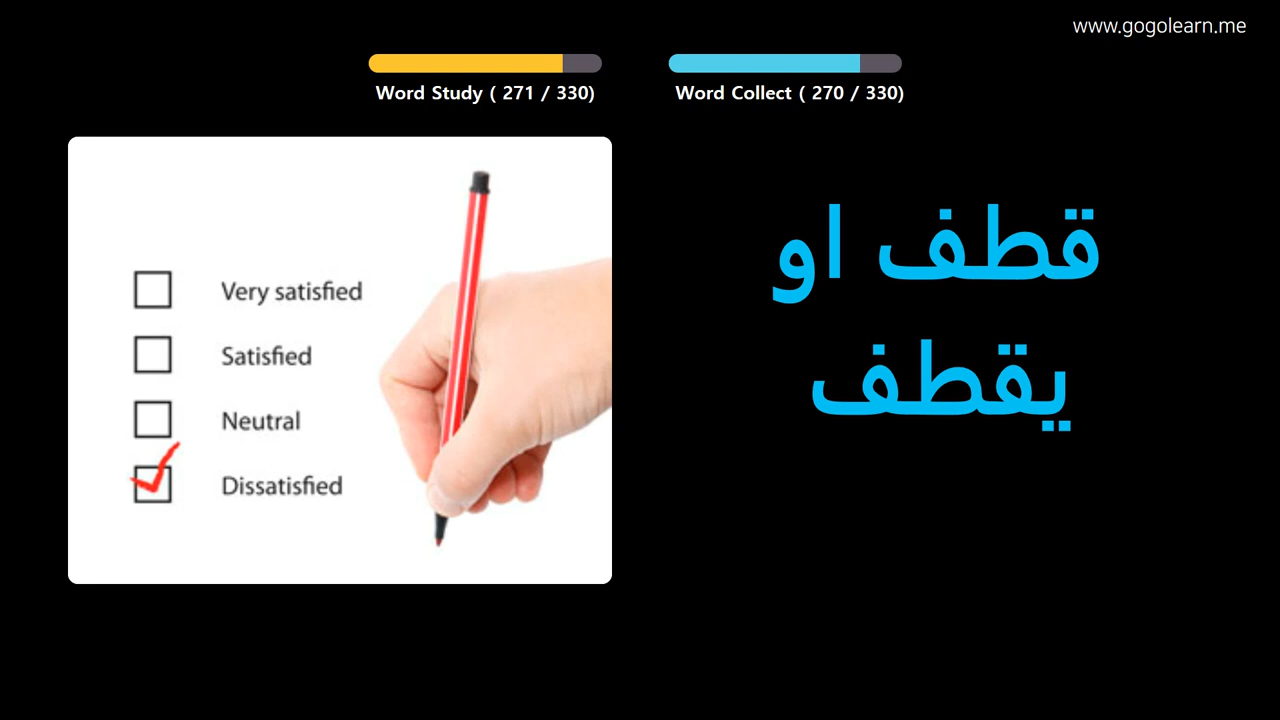 www.gogolearn.me
Word Study ( 271 / 330)
Word Collect ( 270 / 330)
Very satisfied
Satisfied
Neutral
Dissatisfied
قطف او
يقطف